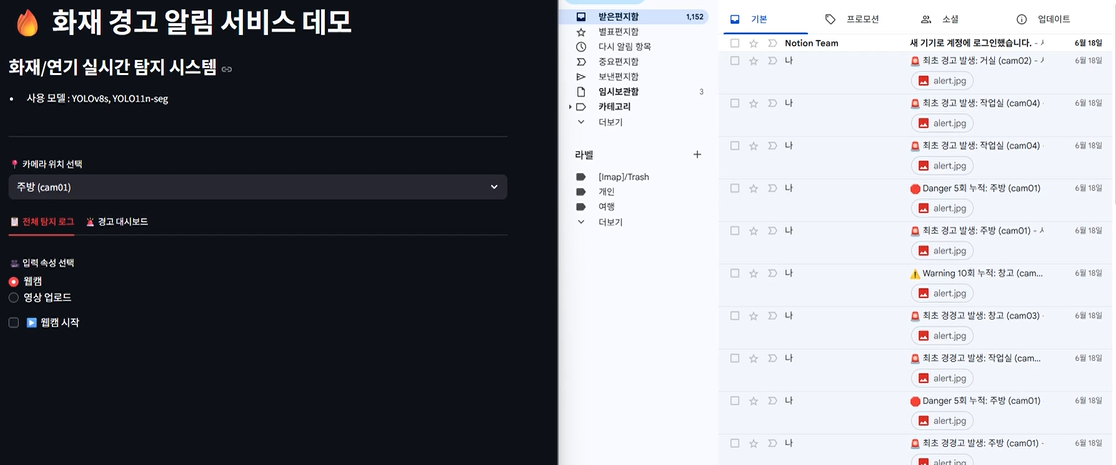 🔥 화재 경고 알림 서비스 데모
화재/연기 실시간 탐지 시스템
• 사용 모델 : YOLOv8s, YOLO11n-seg
📍 카메라 위치 선택
주방 (cam01)
📋 전체 탐지 로그 🚨 경고 대시보드
입력 속성 선택
웹캠
영상 업로드
▶️ 웹캠 시작
받은편지함 1,152
별표편지함
다시 알림 항목
중요편지함
보낸편지함
임시보관함 3
카테고리
더보기
라벨 +
[Imap]/Trash
개인
여행
더보기
기본 프로모션 소셜 업데이트
Notion Team 새 기기로 계정에 로그인했습니다. - 6월 18일
나 🚨 최초 경고 발생: 거실 (cam02) - 6월 18일
alert.jpg
나 🚨 최초 경고 발생: 작업실 (cam04) 6월 18일
alert.jpg
나 🚨 최초 경고 발생: 작업실 (cam04) 6월 18일
alert.jpg
나 🛑 Danger 5회 누적: 주방 (cam01) 6월 18일
alert.jpg
나 🚨 최초 경고 발생: 주방 (cam01) - 6월 18일
alert.jpg
나 ⚠️ Warning 10회 누적: 창고 (cam... 6월 18일
alert.jpg
나 🚨 최초 경경고 발생: 창고 (cam03) 6월 18일
alert.jpg
나 🚨 최초 경경고 발생: 작업실 (cam... 6월 18일
alert.jpg
나 🛑 Danger 5회 누적: 주방 (cam01) 6월 18일
alert.jpg
나 🚨 최초 경경고 발생: 주방 (cam01) - 6월 18일
alert.jpg